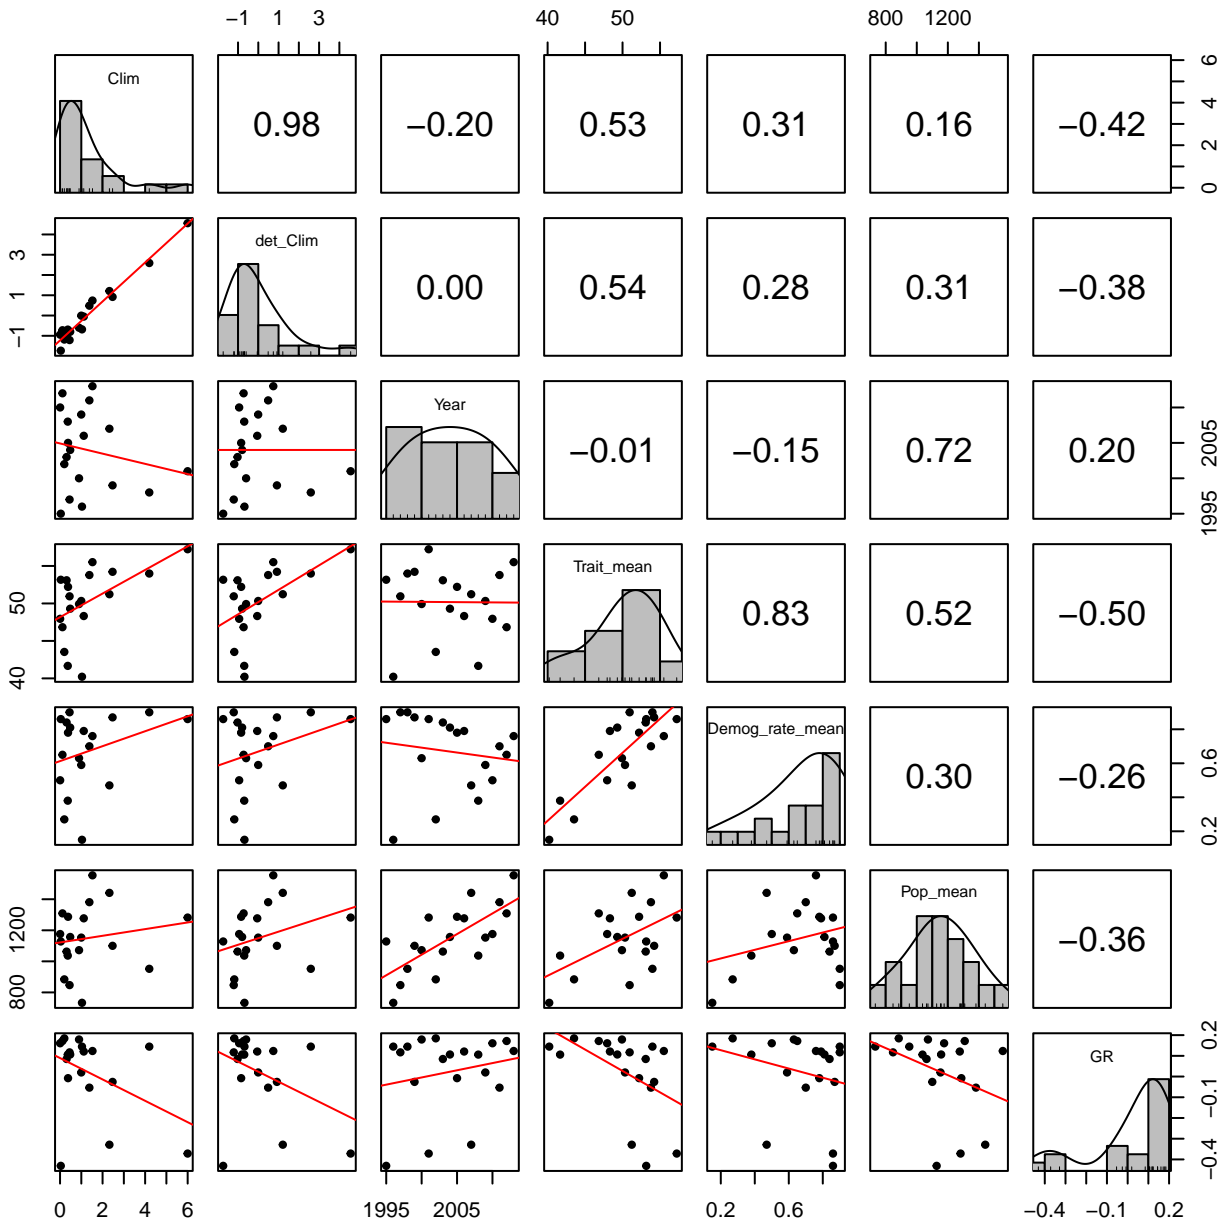 −1 1 3 40 50 800 1200
Clim 0.98 −0.20 0.53 0.31 0.16 −0.42 0 2 4 6
−1 1 3 det_Clim 0.00 0.54 0.28 0.31 −0.38
Year −0.01 −0.15 0.72 0.20 1995 2005
40 50 Trait_mean 0.83 0.52 −0.50
Demog_rate_mean 0.30 −0.26 0.2 0.6
800 1200 Pop_mean −0.36
GR −0.4 −0.1 0.2
0 2 4 6 1995 2005 0.2 0.6 −0.4 −0.1 0.2